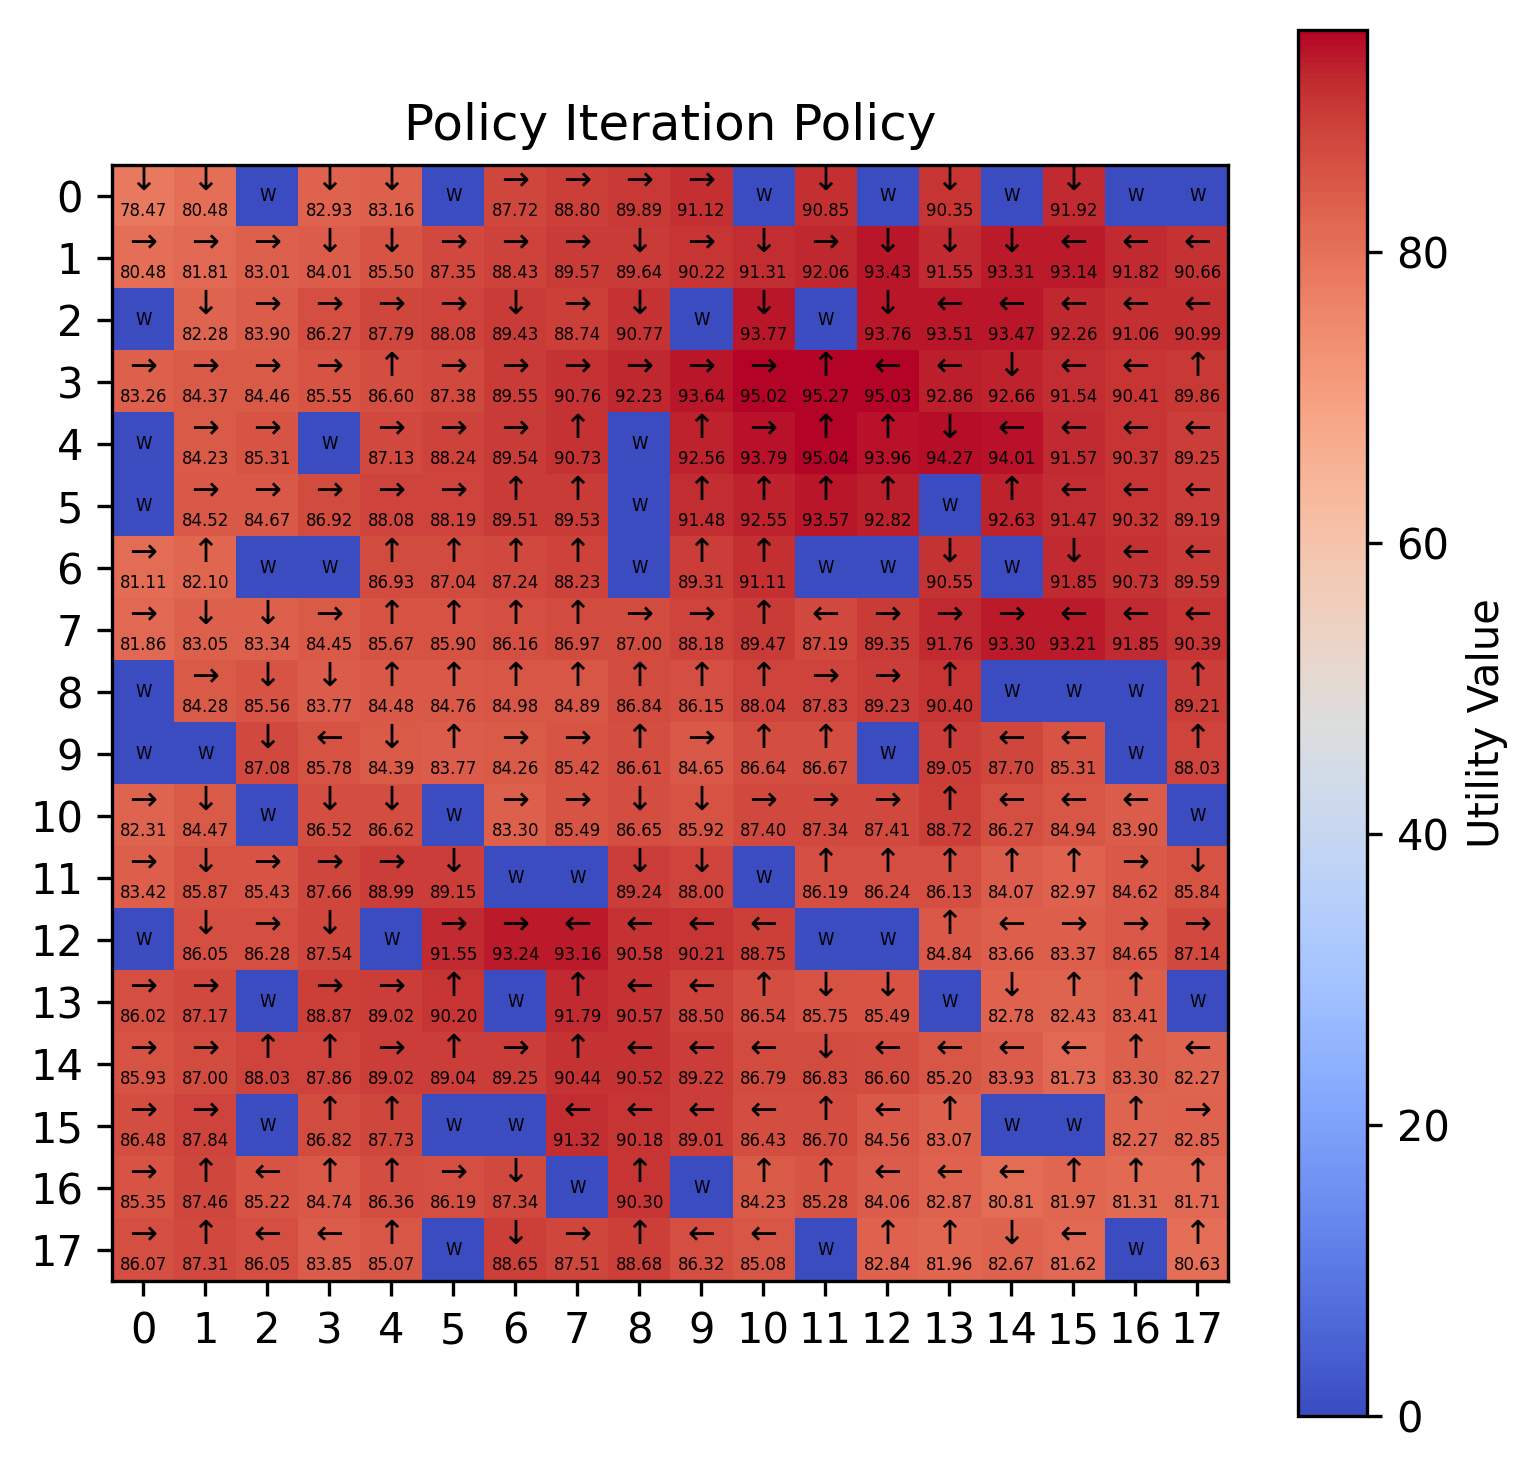 Policy Iteration Policy
0 ↓ ↓ W ↓ ↓ W → → → → W ↓ W ↓ W ↓ W W
78.47 80.48 82.93 83.16 87.72 88.80 89.89 91.12 90.85 90.35 91.92
1 → → → ↓ ↓ → → → ↓ → ↓ → ↓ ↓ ↓ ← ← ←
80.48 81.81 83.01 84.01 85.50 87.35 88.43 89.57 89.64 90.22 91.31 92.06 93.43 91.55 93.31 93.14 91.82 90.66
2 W ↓ → → → → ↓ → ↓ W ↓ W ↓ ← ← ← ← ←
82.28 83.90 86.27 87.79 88.08 89.43 88.74 90.77 93.77 93.76 93.51 93.47 92.26 91.06 90.99
3 → → → → ↑ → → → → → → ↑ ← ← ↓ ← ← ↑
83.26 84.37 84.46 85.55 86.60 87.38 89.55 90.76 92.23 93.64 95.02 95.27 95.03 92.86 92.66 91.54 90.41 89.86
4 W → → W → → → ↑ W ↑ → ↑ ↑ ↓ ← ← ← ←
84.23 85.31 87.13 88.24 89.54 90.73 92.56 93.79 95.04 93.96 94.27 94.01 91.57 90.37 89.25
5 W → → → → → ↑ ↑ W ↑ ↑ ↑ ↑ W ↑ ← ← ←
84.52 84.67 86.92 88.08 88.19 89.51 89.53 91.48 92.55 93.57 92.82 92.63 91.47 90.32 89.19
6 → ↑ W W ↑ ↑ ↑ ↑ W ↑ ↑ W W ↓ W ↓ ← ←
81.11 82.10 86.93 87.04 87.24 88.23 89.31 91.11 90.55 91.85 90.73 89.59
7 → ↓ ↓ → ↑ ↑ ↑ ↑ → → ↑ ← → → → ← ← ←
81.86 83.05 83.34 84.45 85.67 85.90 86.16 86.97 87.00 88.18 89.47 87.19 89.35 91.76 93.30 93.21 91.85 90.39
8 W → ↓ ↓ ↑ ↑ ↑ ↑ ↑ ↑ ↑ → → ↑ W W W ↑
84.28 85.56 83.77 84.48 84.76 84.98 84.89 86.84 86.15 88.04 87.83 89.23 90.40 89.21
9 W W ↓ ← ↓ ↑ → → ↑ → ↑ ↑ W ↑ ← ← W ↑
87.08 85.78 84.39 83.77 84.26 85.42 86.61 84.65 86.64 86.67 89.05 87.70 85.31 88.03
10 → ↓ W ↓ ↓ W → → ↓ ↓ → → → ↑ ← ← ← W
82.31 84.47 86.52 86.62 83.30 85.49 86.65 85.92 87.40 87.34 87.41 88.72 86.27 84.94 83.90
11 → ↓ → → → ↓ W W ↓ ↓ W ↑ ↑ ↑ ↑ ↑ → ↓
83.42 85.87 85.43 87.66 88.99 89.15 89.24 88.00 86.19 86.24 86.13 84.07 82.97 84.62 85.84
12 W ↓ → ↓ W → → ← ← ← ← W W ↑ ← → → →
86.05 86.28 87.54 91.55 93.24 93.16 90.58 90.21 88.75 84.84 83.66 83.37 84.65 87.14
13 → → W → → ↑ W ↑ ← ← ↑ ↓ ↓ W ↓ ↑ ↑ W
86.02 87.17 88.87 89.02 90.20 91.79 90.57 88.50 86.54 85.75 85.49 82.78 82.43 83.41
14 → → ↑ ↑ → ↑ → ↑ ← ← ← ↓ ← ← ← ← ↑ ←
85.93 87.00 88.03 87.86 89.02 89.04 89.25 90.44 90.52 89.22 86.79 86.83 86.60 85.20 83.93 81.73 83.30 82.27
15 → → W ↑ ↑ W W ← ← ← ← ↑ ← ↑ W W ↑ →
86.48 87.84 86.82 87.73 91.32 90.18 89.01 86.43 86.70 84.56 83.07 82.27 82.85
16 → ↑ ← ↑ ↑ → ↓ W ↑ W ↑ ↑ ← ← ← ↑ ↑ ↑
85.35 87.46 85.22 84.74 86.36 86.19 87.34 90.30 84.23 85.28 84.06 82.87 80.81 81.97 81.31 81.71
17 → ↑ ← ← ↑ W ↓ → ↑ ← ← W ↑ ↑ ↓ ← W ↑
86.07 87.31 86.05 83.85 85.07 88.65 87.51 88.68 86.32 85.08 82.84 81.96 82.67 81.62 80.63
0 1 2 3 4 5 6 7 8 9 10 11 12 13 14 15 16 17
80
60
40
20
0
Utility Value